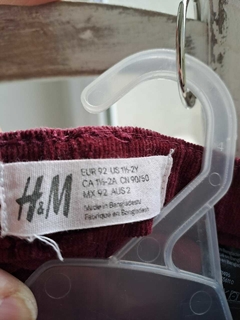 H&M
EUR 92 US 1½-2Y
CA 1½-2A CN 90/50
MX 92 AUS 2
Made in Bangladesh/
Fabriqué en Bangladesh